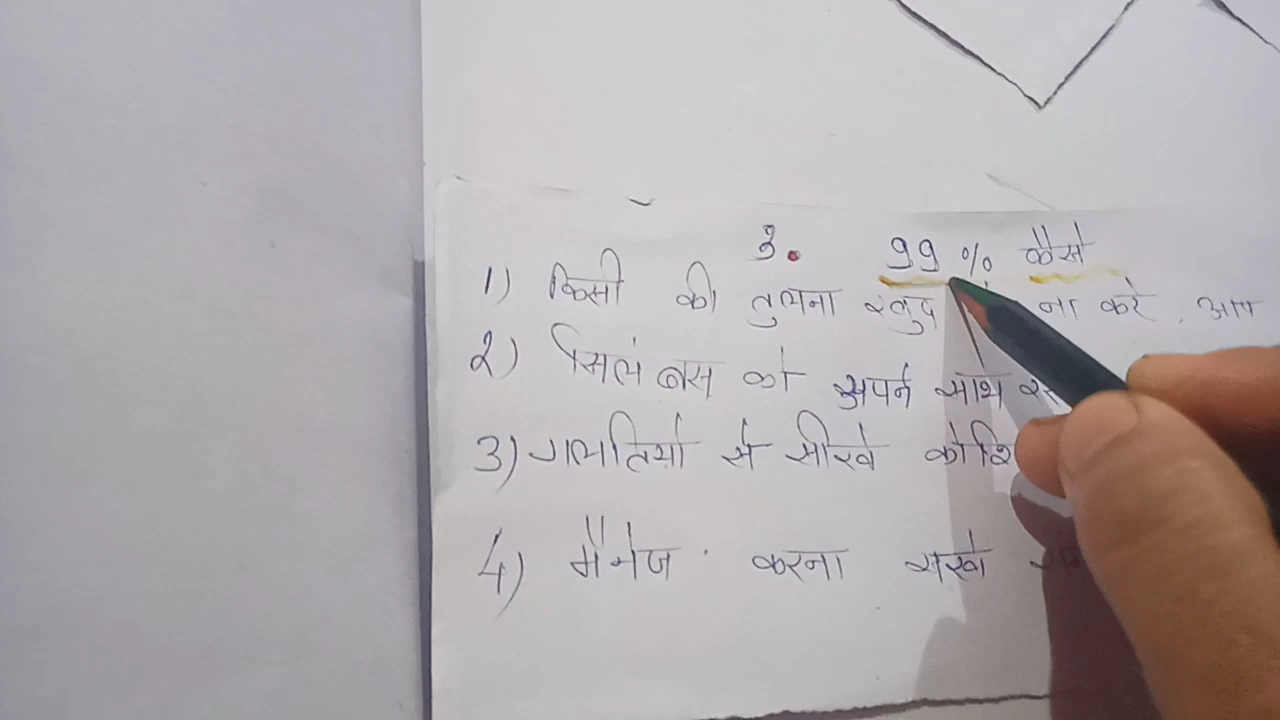 3. 99% कैसे
1) किसी की तुलना खुद ना करे , आप
2) सिलेबस को अपने साथ
3) गलतियो से सीखे
4) मैनेज करना सीखे